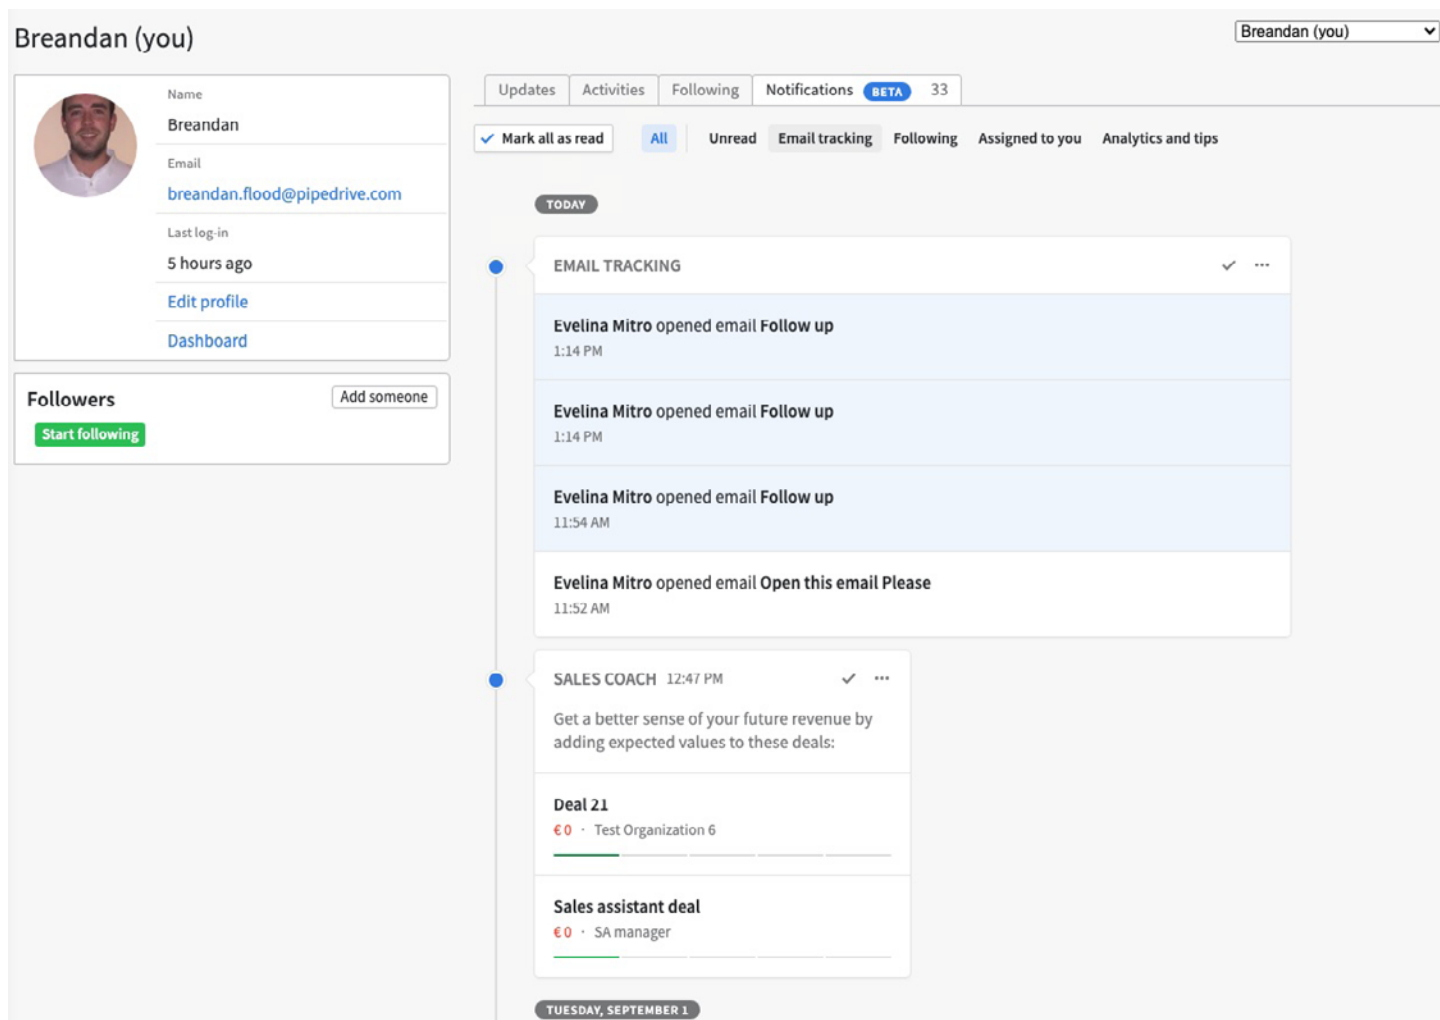 Breandan (you)
Breandan (you)
Name
Breandan
Email
breandan.flood@pipedrive.com
Last log-in
5 hours ago
Edit profile
Dashboard
Followers
Add someone
Start following
Updates
Activities
Following
Notifications BETA 33
Mark all as read
All
Unread
Email tracking
Following
Assigned to you
Analytics and tips
TODAY
EMAIL TRACKING
Evelina Mitro opened email Follow up
1:14 PM
Evelina Mitro opened email Follow up
1:14 PM
Evelina Mitro opened email Follow up
11:54 AM
Evelina Mitro opened email Open this email Please
11:52 AM
SALES COACH 12:47 PM
Get a better sense of your future revenue by
adding expected values to these deals:
Deal 21
€0 · Test Organization 6
Sales assistant deal
€0 · SA manager
TUESDAY, SEPTEMBER 1